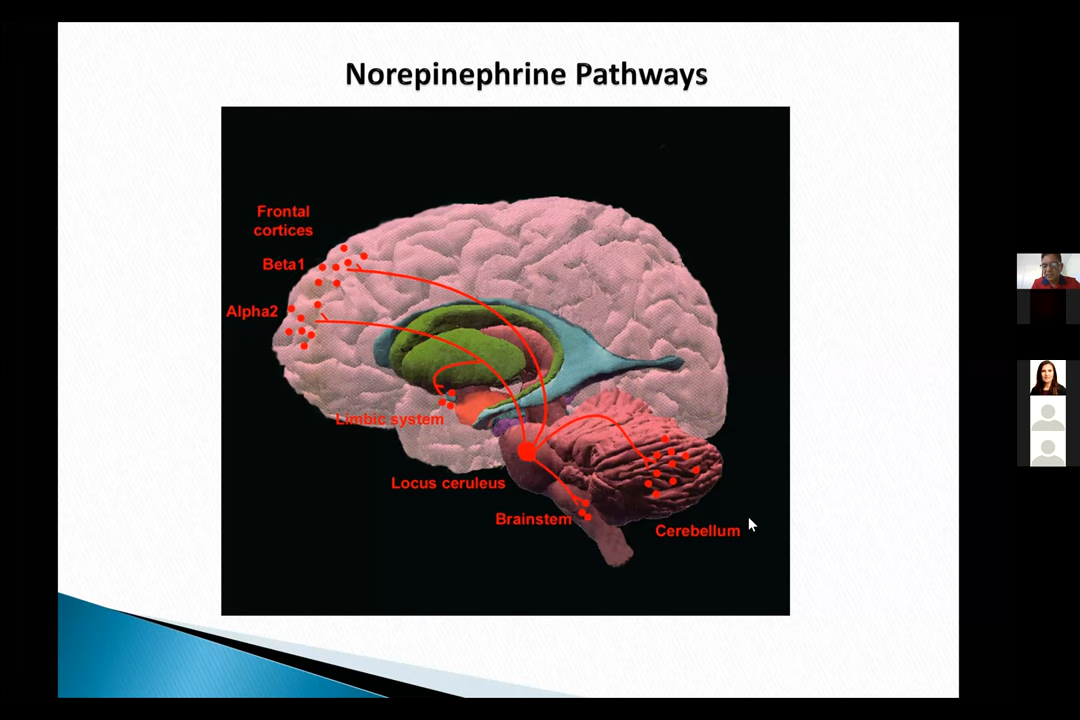 Norepinephrine Pathways
Frontal
cortices
Beta1
Alpha2
Limbic system
Locus ceruleus
Brainstem
Cerebellum